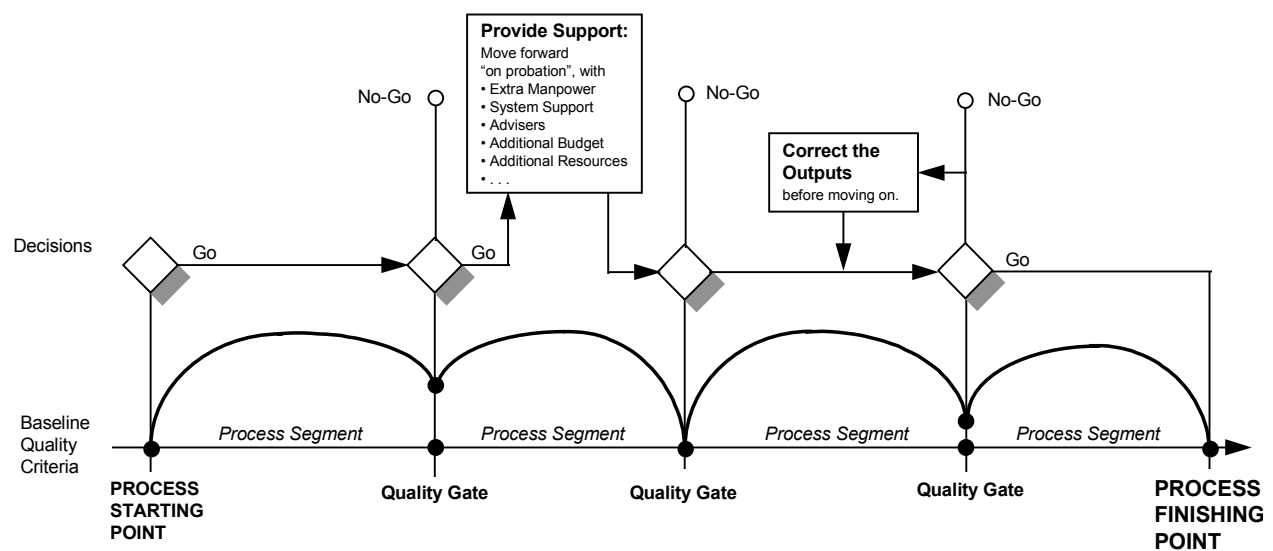 Provide Support:
Move forward
“on probation”, with
• Extra Manpower
• System Support
• Advisers
• Additional Budget
• Additional Resources
• . . .
No-Go
No-Go
No-Go
Correct the
Outputs
before moving on.
Decisions
Go
Go
Go
Baseline
Quality
Criteria
Process Segment
Process Segment
Process Segment
Process Segment
PROCESS
STARTING
POINT
Quality Gate
Quality Gate
Quality Gate
PROCESS
FINISHING
POINT